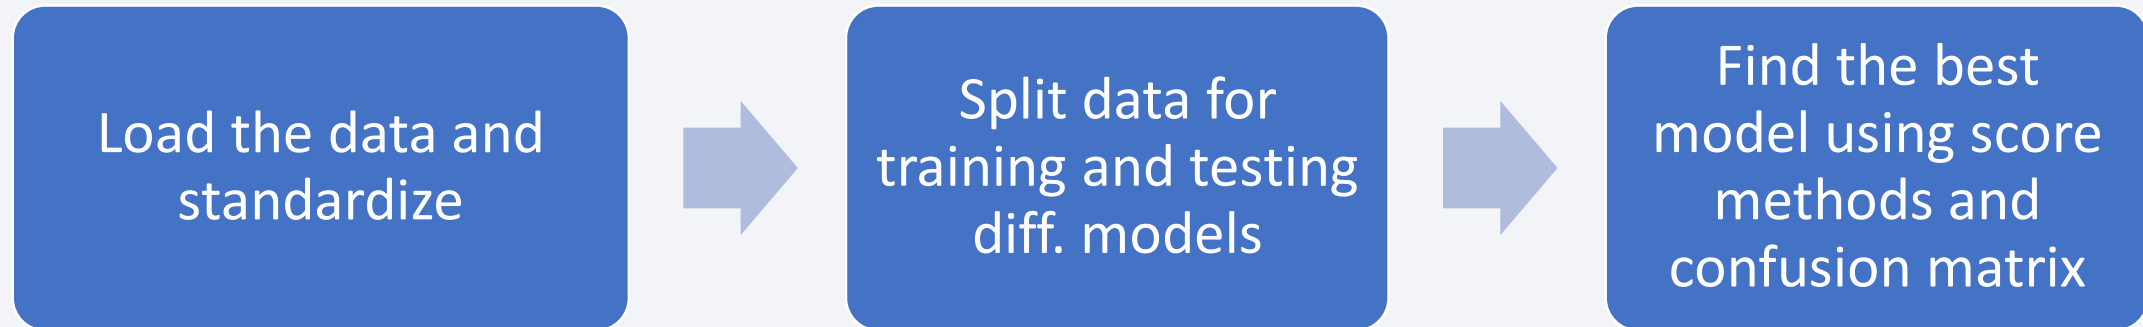 Load the data and
standardize
Split data for
training and testing
diff. models
Find the best
model using score
methods and
confusion matrix